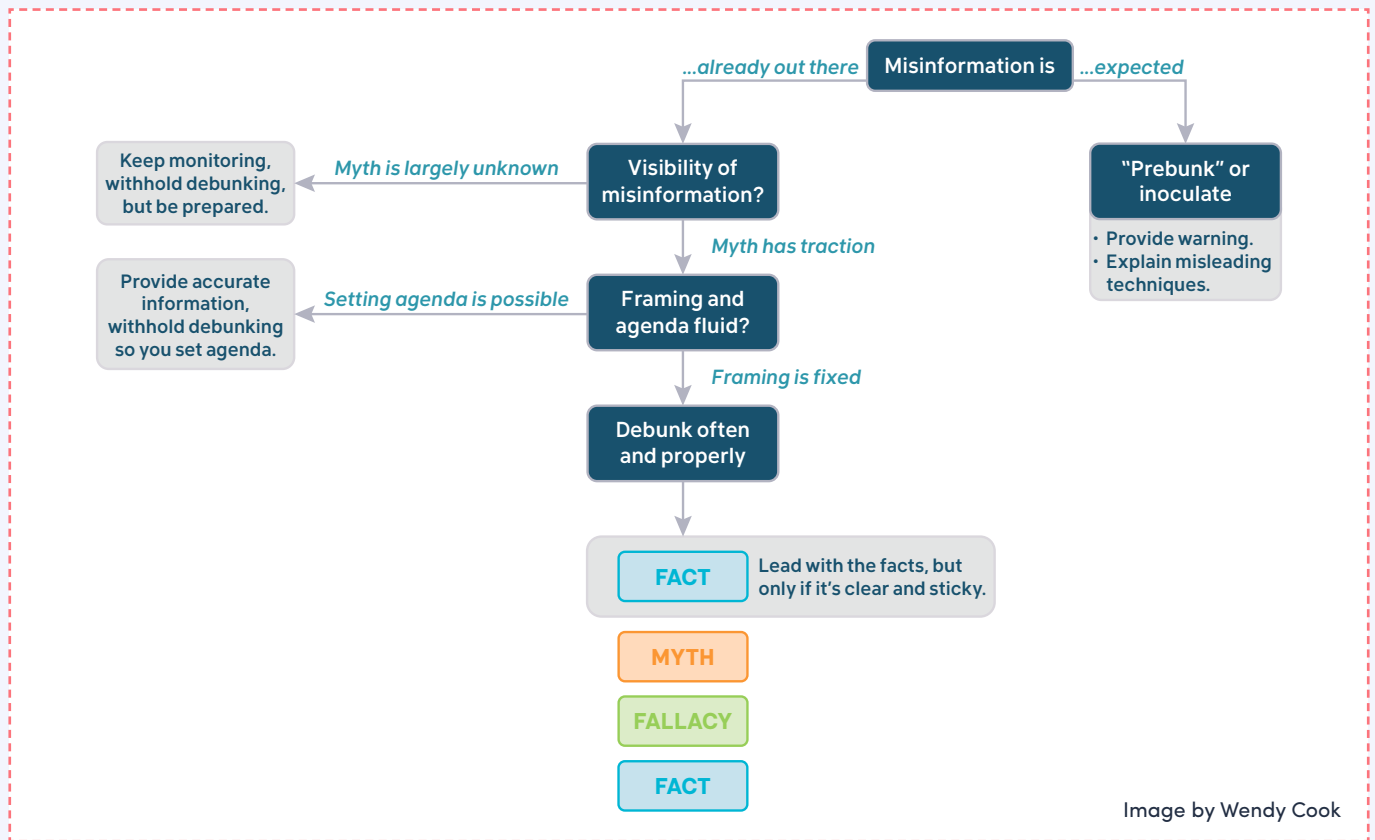 Misinformation is
...already out there
...expected
Visibility of
misinformation?
Myth is largely unknown
Keep monitoring,
withhold debunking,
but be prepared.
“Prebunk” or
inoculate
• Provide warning.
• Explain misleading
techniques.
Myth has traction
Framing and
agenda fluid?
Setting agenda is possible
Provide accurate
information,
withhold debunking
so you set agenda.
Framing is fixed
Debunk often
and properly
FACT
Lead with the facts, but
only if it’s clear and sticky.
MYTH
FALLACY
FACT
Image by Wendy Cook